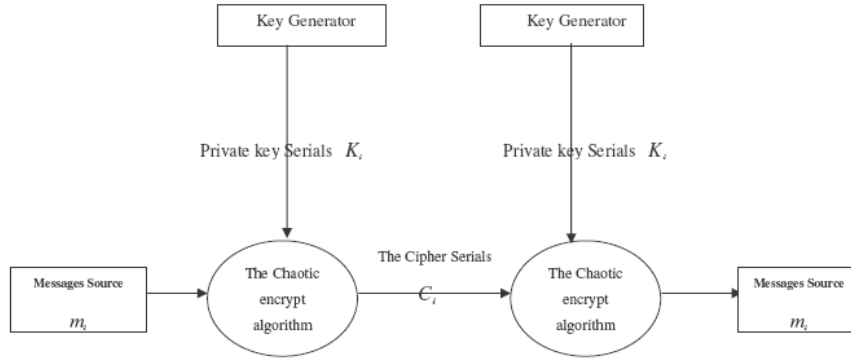 Key Generator
Key Generator
Private key Serials K_i
Private key Serials K_i
Messages Source
m_i
The Chaotic
encrypt
algorithm
The Cipher Serials
C_i
The Chaotic
encrypt
algorithm
Messages Source
m_i